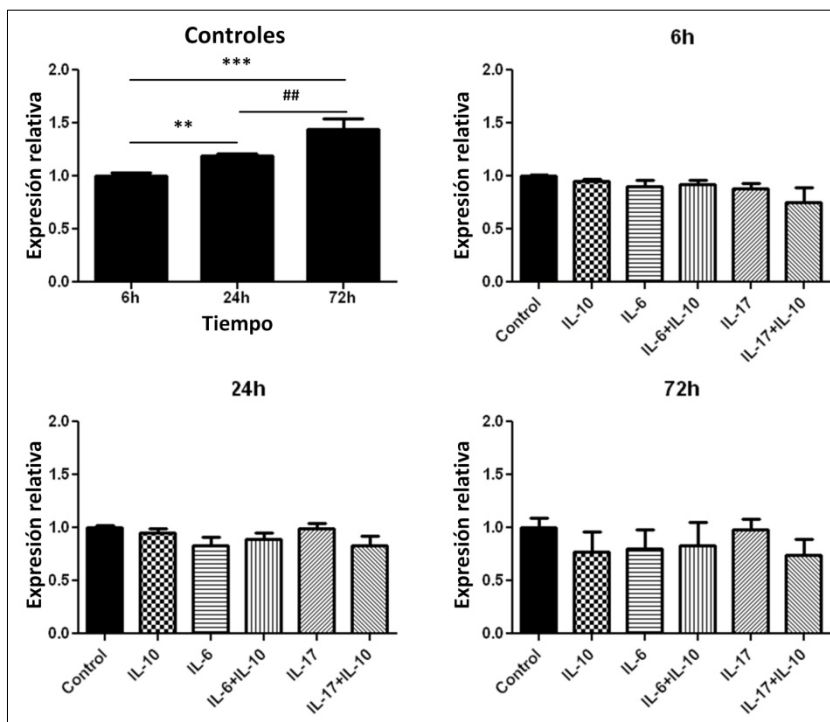 Controles
***
##
**
Expresión relativa
2.0
1.5
1.0
0.5
0.0
6h
24h
72h
Tiempo
6h
Expresión relativa
2.0
1.5
1.0
0.5
0.0
Control
IL-10
IL-6
IL-6+IL-10
IL-17
IL-17+IL-10
24h
Expresión relativa
2.0
1.5
1.0
0.5
0.0
Control
IL-10
IL-6
IL-6+IL-10
IL-17
IL-17+IL-10
72h
Expresión relativa
2.0
1.5
1.0
0.5
0.0
Control
IL-10
IL-6
IL-6+IL-10
IL-17
IL-17+IL-10